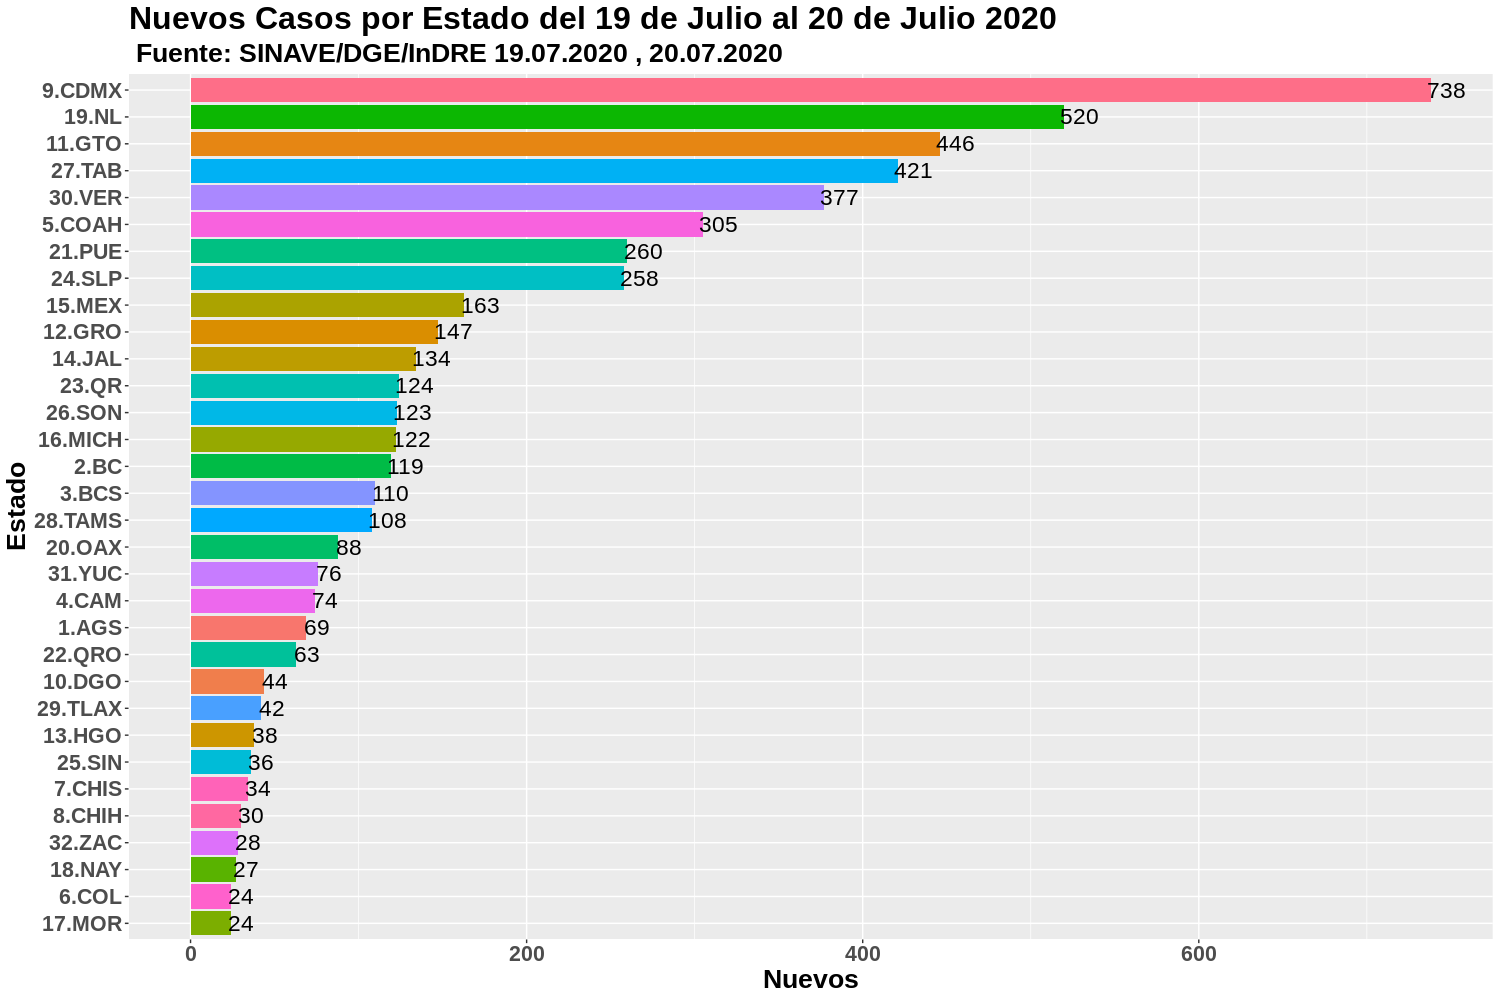 Nuevos Casos por Estado del 19 de Julio al 20 de Julio 2020
Fuente: SINAVE/DGE/InDRE 19.07.2020 , 20.07.2020
9.CDMX 738
19.NL 520
11.GTO 446
27.TAB 421
30.VER 377
5.COAH 305
21.PUE 260
24.SLP 258
15.MEX 163
12.GRO 147
14.JAL 134
23.QR 124
26.SON 123
16.MICH 122
2.BC 119
3.BCS 110
28.TAMS 108
20.OAX 88
31.YUC 76
4.CAM 74
1.AGS 69
22.QRO 63
10.DGO 44
29.TLAX 42
13.HGO 38
25.SIN 36
7.CHIS 34
8.CHIH 30
32.ZAC 28
18.NAY 27
6.COL 24
17.MOR 24
Estado
0 200 400 600
Nuevos